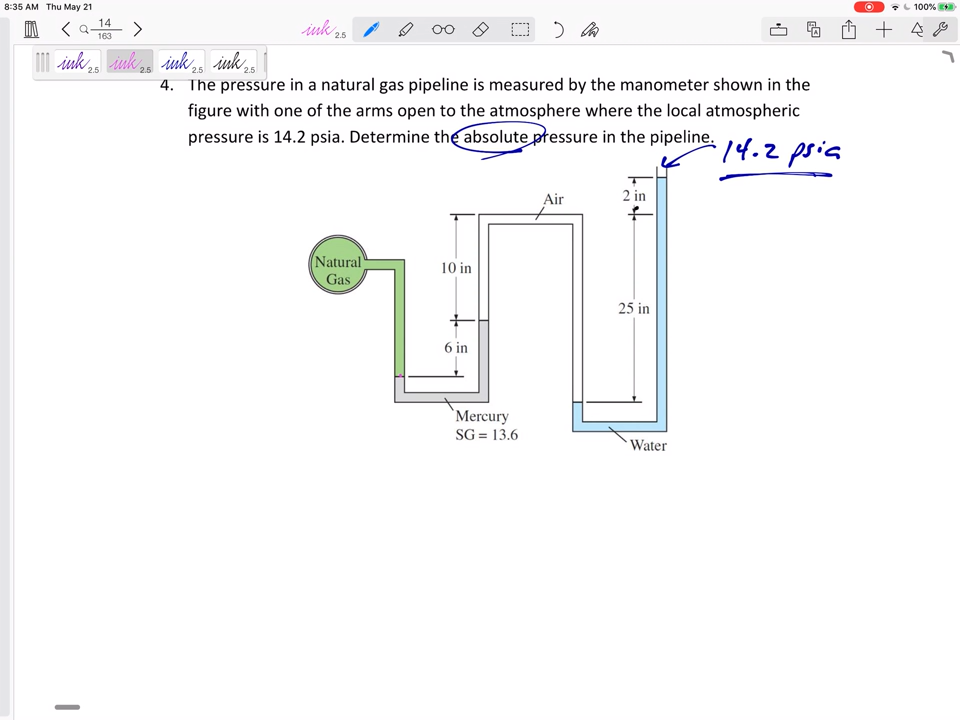 8:35 AM Thu May 21
100%
14
163
ink 2.5
ink 2.5 ink 2.5 ink 2.5 ink 2.5
4. The pressure in a natural gas pipeline is measured by the manometer shown in the
figure with one of the arms open to the atmosphere where the local atmospheric
pressure is 14.2 psia. Determine the absolute pressure in the pipeline.
14.2 psia
Air
2 in
Natural
Gas
10 in
25 in
6 in
Mercury
SG = 13.6
Water